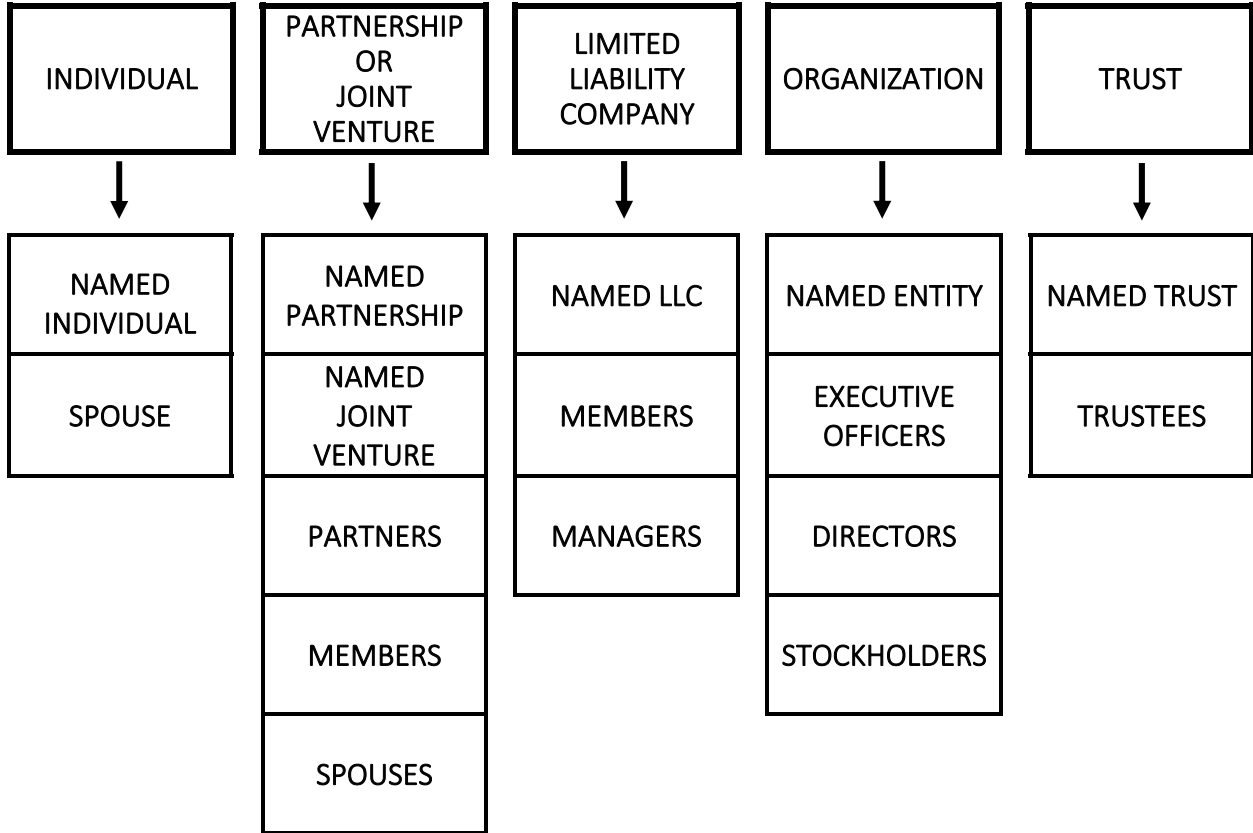 INDIVIDUAL
PARTNERSHIP
OR
JOINT
VENTURE
LIMITED
LIABILITY
COMPANY
ORGANIZATION
TRUST
NAMED
INDIVIDUAL
SPOUSE
NAMED
PARTNERSHIP
NAMED
JOINT
VENTURE
PARTNERS
MEMBERS
SPOUSES
NAMED LLC
MEMBERS
MANAGERS
NAMED ENTITY
EXECUTIVE
OFFICERS
DIRECTORS
STOCKHOLDERS
NAMED TRUST
TRUSTEES